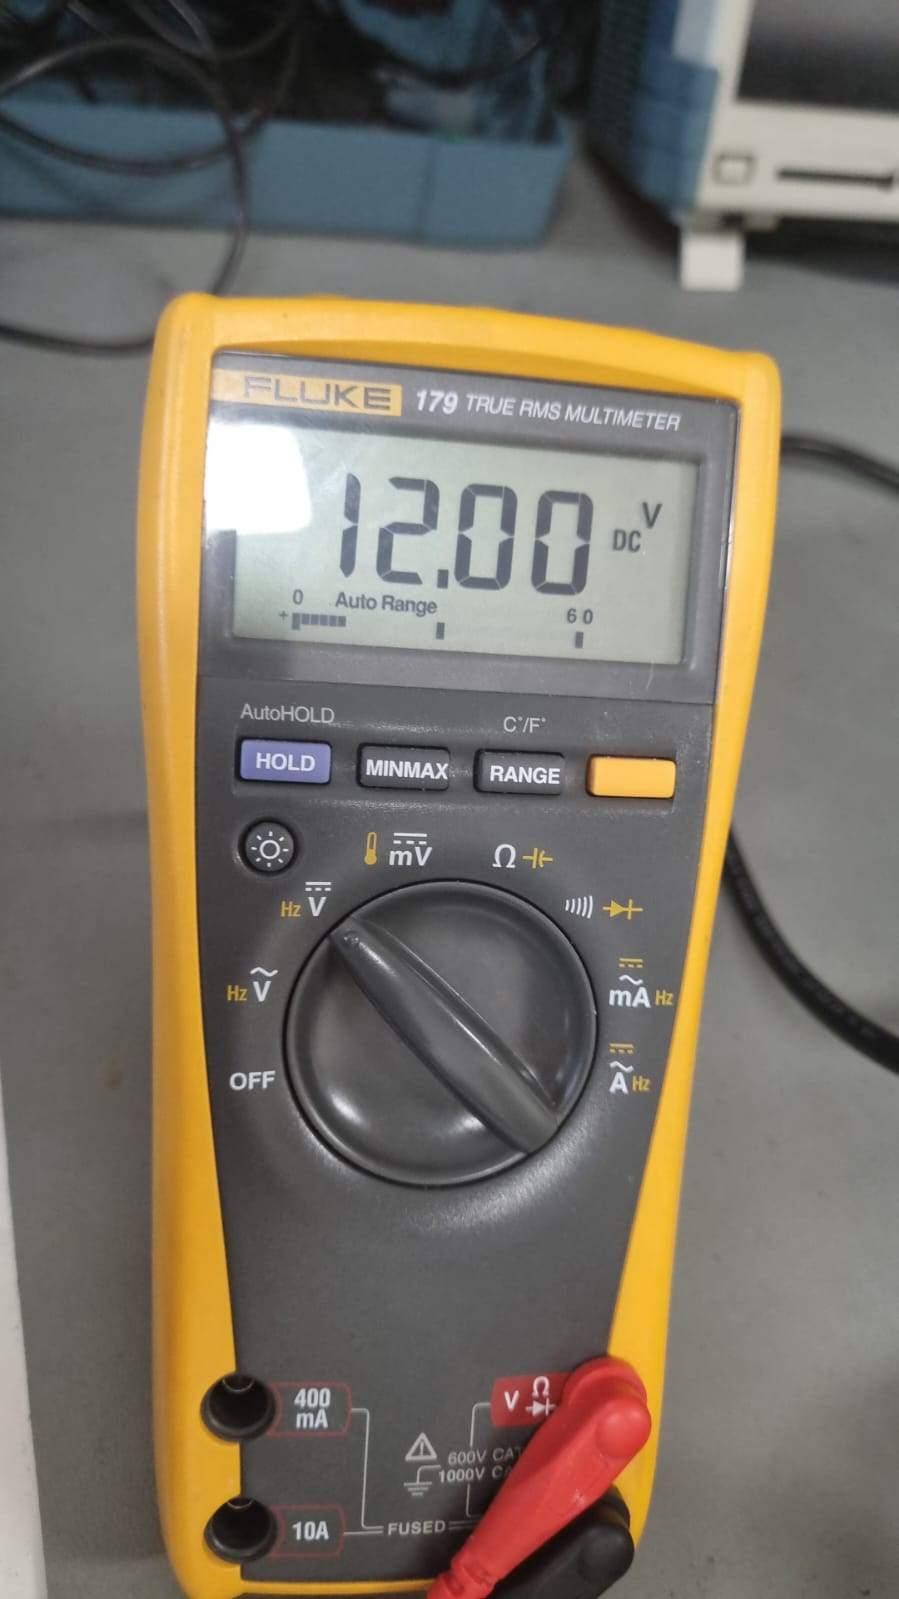 FLUKE 179 TRUE RMS MULTIMETER
12.00 V DC
0 Auto Range 60
+
AutoHOLD C°/F°
HOLD MINMAX RANGE
mV Ω
Hz V
Hz V mA Hz
OFF A Hz
400 mA V Ω
600V CAT
1000V CA
10A FUSED